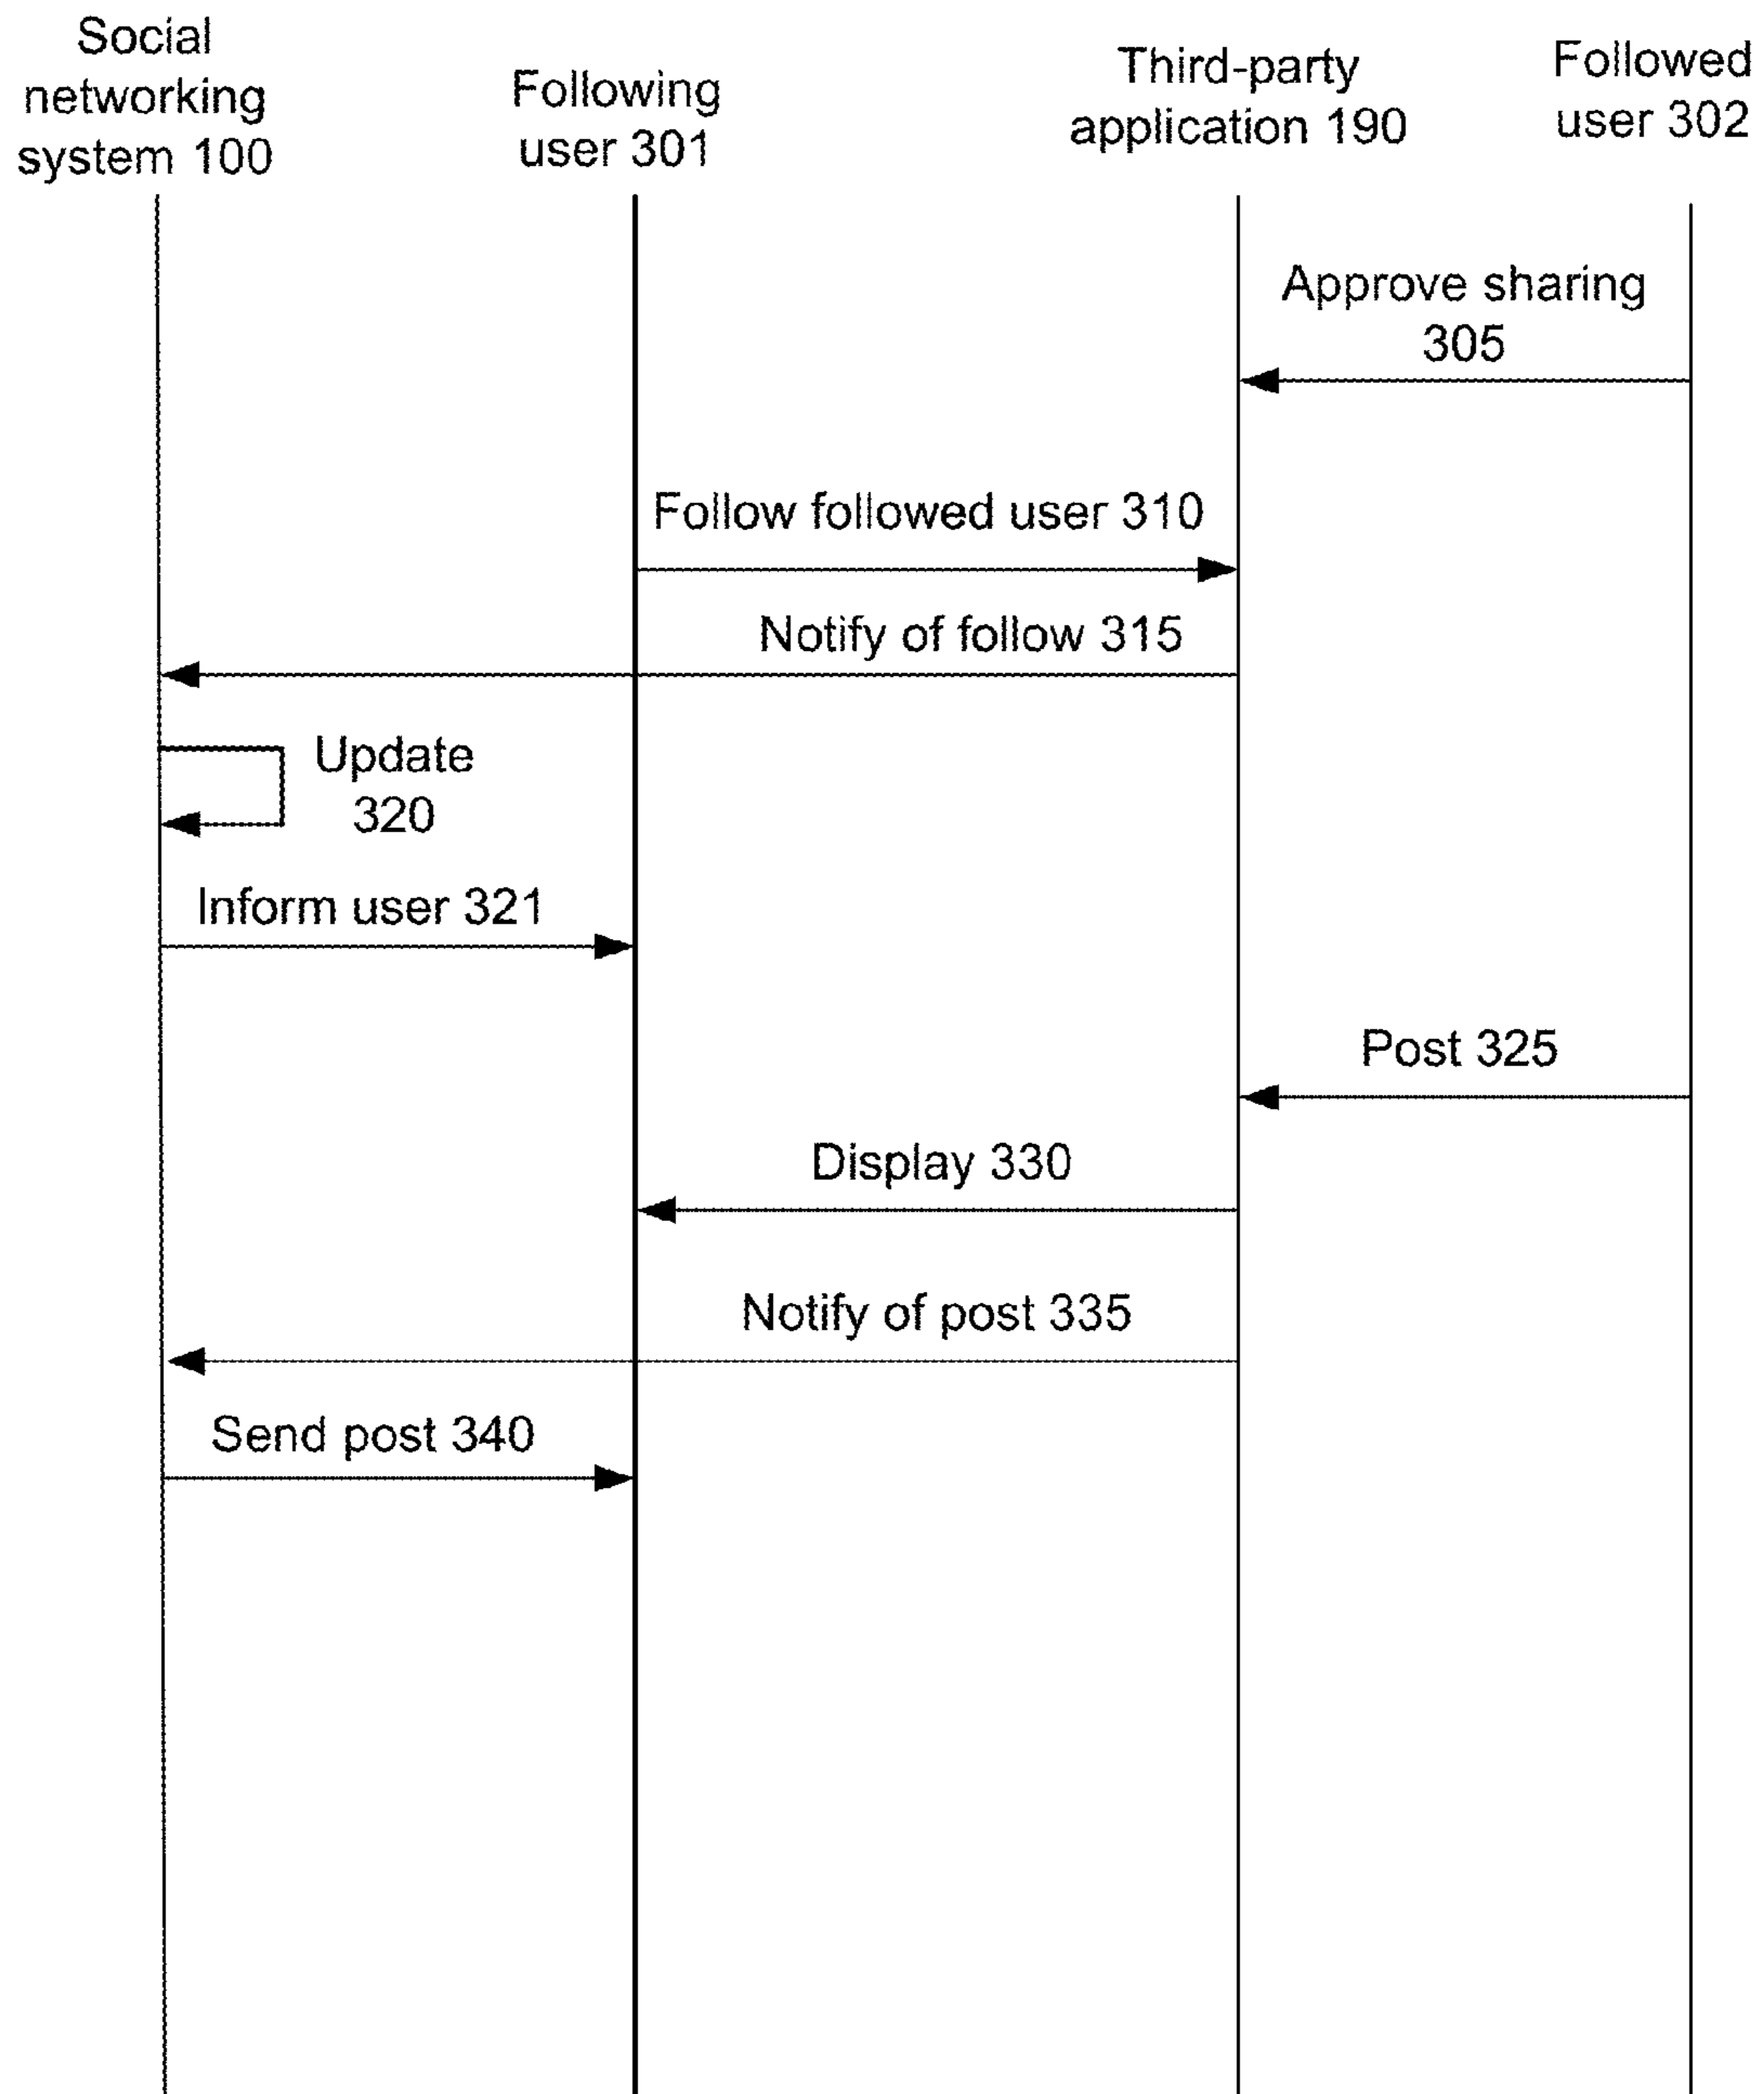 Social
networking
system 100
Following
user 301
Third-party
application 190
Followed
user 302
Approve sharing
305
Follow followed user 310
Notify of follow 315
Update
320
Inform user 321
Post 325
Display 330
Notify of post 335
Send post 340